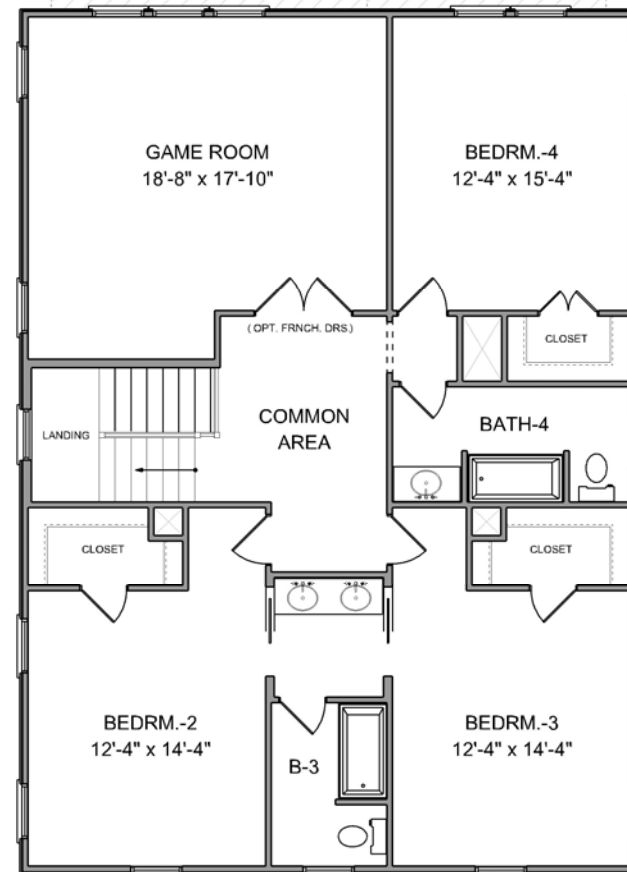 GAME ROOM
18'-8" x 17'-10"
BEDRM.-4
12'-4" x 15'-4"
( OPT. FRNCH. DRS.)
CLOSET
LANDING
COMMON
AREA
BATH-4
CLOSET
CLOSET
BEDRM.-2
12'-4" x 14'-4"
B-3
BEDRM.-3
12'-4" x 14'-4"